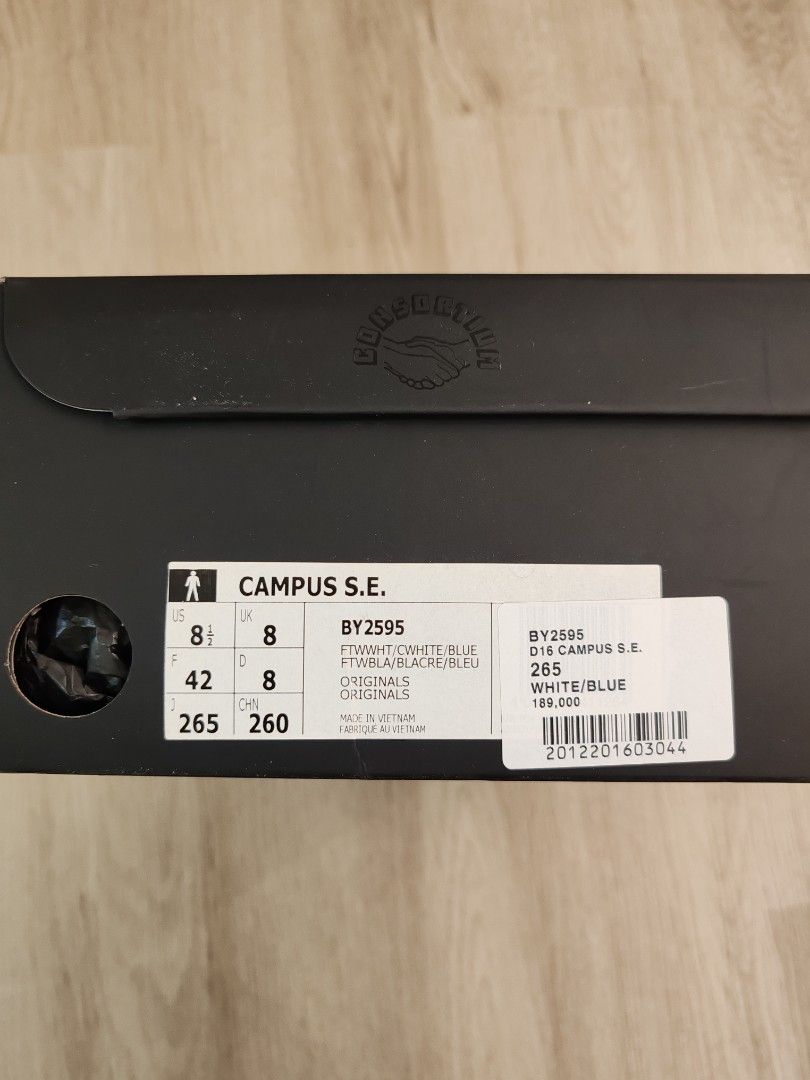 CONSORTIUM
CAMPUS S.E.
US 8½
UK 8
F 42
D 8
J 265
CHN 260
BY2595
FTWWHT/CWHITE/BLUE
FTWBLA/BLACRE/BLEU
ORIGINALS
ORIGINALS
MADE IN VIETNAM
FABRIQUÉ AU VIETNAM
BY2595
D16 CAMPUS S.E.
265
WHITE/BLUE
189,000
2012201603044